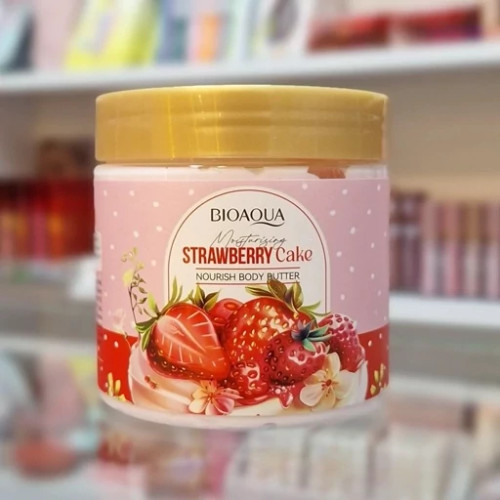 BIOAQUA
Moisturizing
STRAWBERRY Cake
NOURISH BODY BUTTER